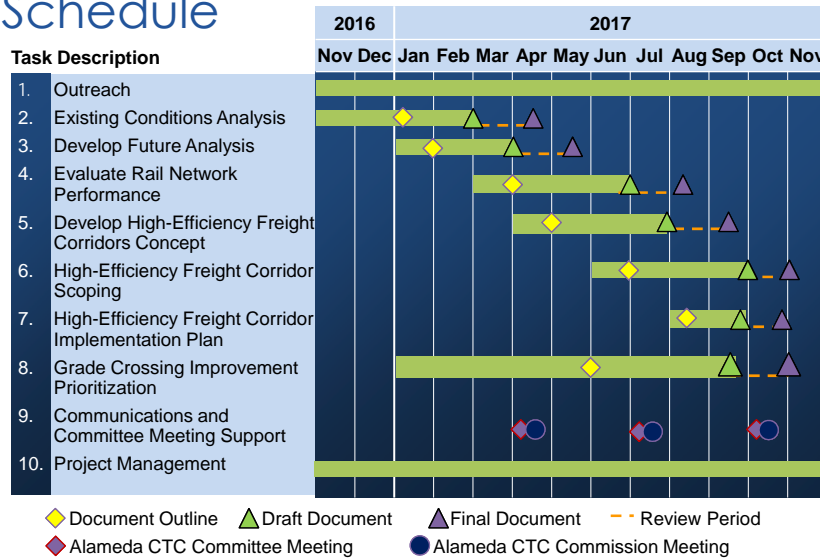 Schedule
2016 2017
Task Description Nov Dec Jan Feb Mar Apr May Jun Jul Aug Sep Oct Nov
1. Outreach
2. Existing Conditions Analysis
3. Develop Future Analysis
4. Evaluate Rail Network
Performance
5. Develop High-Efficiency Freight
Corridors Concept
6. High-Efficiency Freight Corridor
Scoping
7. High-Efficiency Freight Corridor
Implementation Plan
8. Grade Crossing Improvement
Prioritization
9. Communications and
Committee Meeting Support
10. Project Management
Document Outline Draft Document Final Document Review Period
Alameda CTC Committee Meeting Alameda CTC Commission Meeting